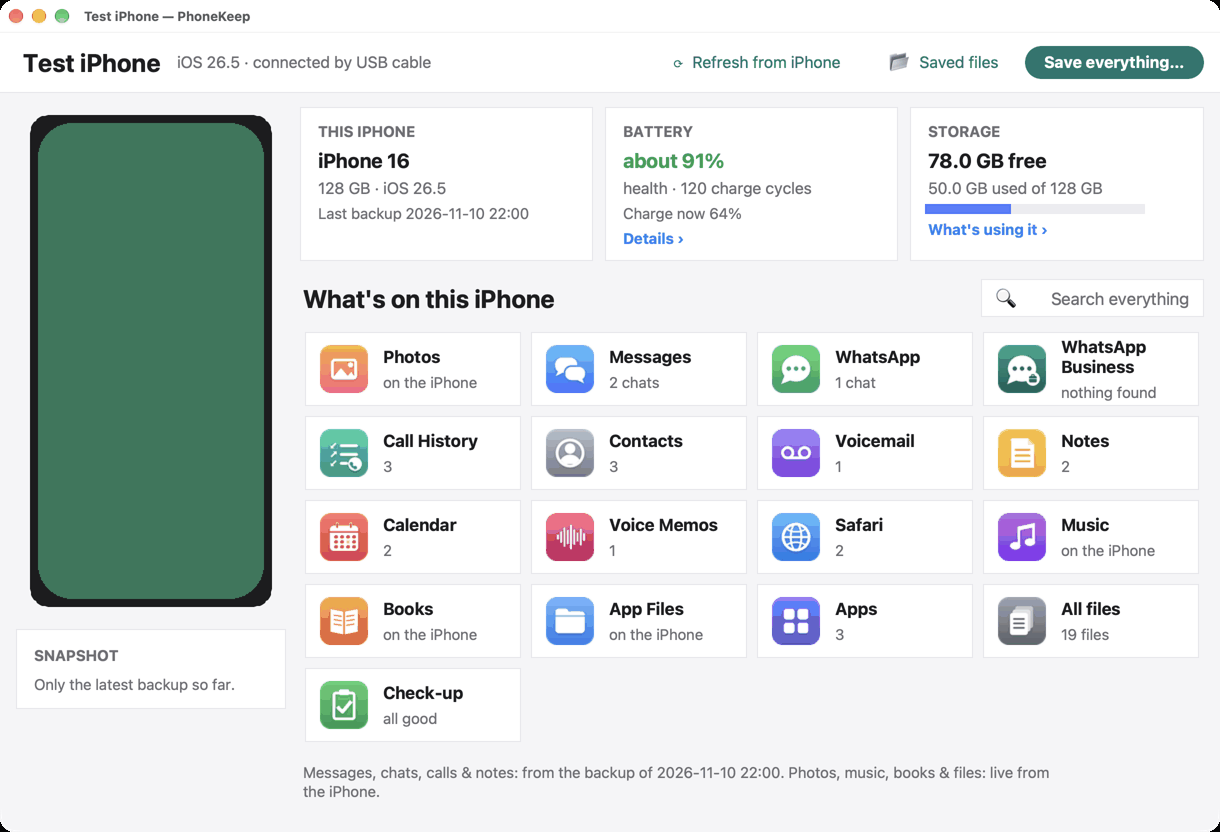 Test iPhone — PhoneKeep
Test iPhone
iOS 26.5 · connected by USB cable
Refresh from iPhone
Saved files
Save everything...
THIS IPHONE
iPhone 16
128 GB · iOS 26.5
Last backup 2026-11-10 22:00
BATTERY
about 91%
health · 120 charge cycles
Charge now 64%
Details ›
STORAGE
78.0 GB free
50.0 GB used of 128 GB
What's using it ›
What's on this iPhone
Search everything
Photos
on the iPhone
Messages
2 chats
WhatsApp
1 chat
WhatsApp
Business
nothing found
Call History
3
Contacts
3
Voicemail
1
Notes
2
Calendar
2
Voice Memos
1
Safari
2
Music
on the iPhone
Books
on the iPhone
App Files
on the iPhone
Apps
3
All files
19 files
Check-up
all good
SNAPSHOT
Only the latest backup so far.
Messages, chats, calls & notes: from the backup of 2026-11-10 22:00. Photos, music, books & files: live from
the iPhone.